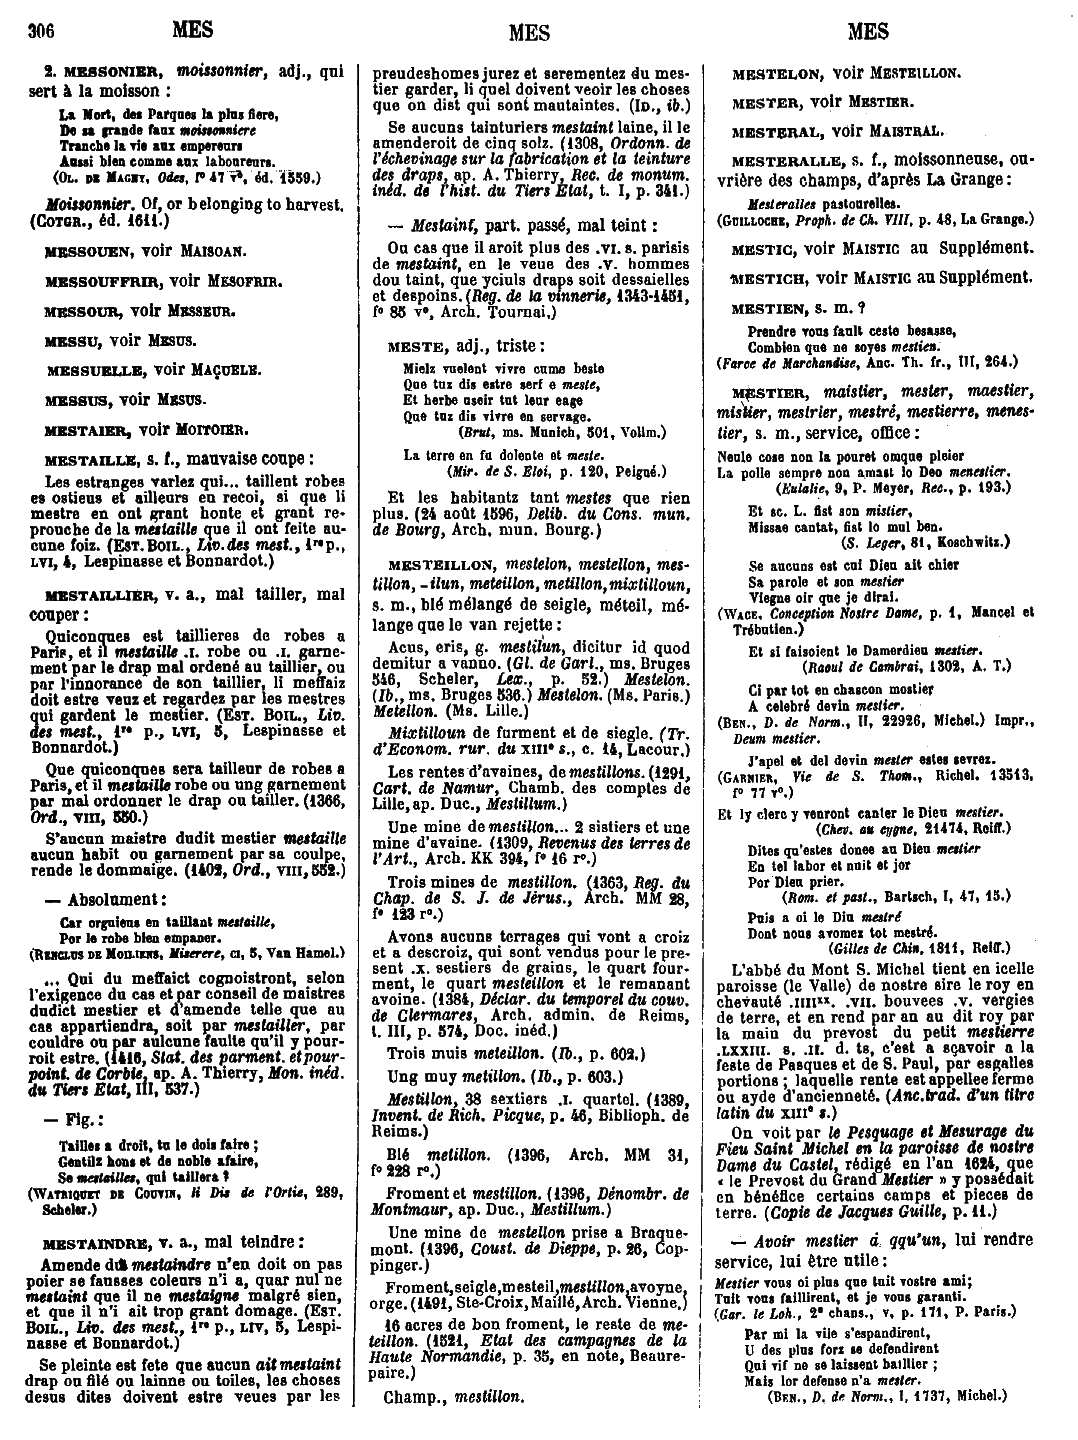 306 MES MES MES
2. MESSONIER, moissonnier, adj., qui
sert à la moisson :
La Mort, des Parques la plus fiere,
De sa grande faux moissonniere
Tranche la vie aux empereurs
Aussi bien comme aux laboureurs.
(OL. DE MAGNY, Odes, f° 47 v°, éd. 1559.)
Moissonnier. Of, or belonging to harvest.
(COTGR., éd. 1611.)
MESSOUEN, voir MAISOAN.
MESSOUFFRIR, voir MESOFRIR.
MESSOUR, voir MESSEUR.
MESSU, voir MESUS.
MESSUELLE, voir MAÇUELE.
MESSUS, voir MESUS.
MESTAIER, voir MOITOIER.
MESTAILLE, s. f., mauvaise coupe :
Les estranges varlez qui... taillent robes
es ostieus et ailleurs en recoi, si que li
mestre en ont grant honte et grant re-
prouche de la mestaille que il ont feite au-
cune foiz. (EST. BOIL., Liv. des mest., 1re p.,
LVI, 4, Lespinasse et Bonnardot.)
MESTAILLIER, v. a., mal tailler, mal
couper :
Quiconques est taillieres de robes a
Paris, et il mestaille .I. robe ou .I. garne-
ment par le drap mal ordené au taillier, ou
par l'innorance de son taillier, li meffaiz
doit estre veuz et regardez par les mestres
qui gardent le mestier. (EST. BOIL., Liv.
des mest., 1re p., LVI, 5, Lespinasse et
Bonnardot.)
Que quiconques sera tailleur de robes a
Paris, et il mestaille robe ou ung garnement
par mal ordonner le drap ou tailler. (1366,
Ord., VIII, 550.)
S'aucun maistre dudit mestier mestaille
aucun habit ou garnement par sa coulpe,
rende le dommaige. (1402, Ord., VIII, 552.)
— Absolument :
Car orguiens en taillant mestaille,
Por le robe bien empaner.
(RENCLUS DE MOILIENS, Miserere, CI, 5, Van Hamel.)
... Qui du meffaict cognoistront, selon
l'exigence du cas et par conseil de maistres
dudict mestier et d'amende telle que au
cas appartiendra, soit par mestailler, par
couldre ou par aulcune faulte qu'il y pour-
roit estre. (1416, Stat. des parment. et pour-
point. de Corbie, ap. A. Thierry, Mon. inéd.
du Tiers Etat, III, 537.)
— Fig. :
Tailles a droit, tu le dois faire ;
Gentilz hons et de noble afaire,
Se mestailles, qui taillera ?
(WATRIQUET DE COUVIN, li Dis de l'Ortie, 289,
Scheler.)
MESTAINDRE, v. a., mal teindre :
Amende du mestaindre n'en doit on pas
poier se fausses coleurs n'i a, quar nul ne
mestaint que il ne mestaigne malgré sien,
et que il n'i ait trop grant domage. (EST.
BOIL., Liv. des mest., 1re p., LIV, 5, Lespi-
nasse et Bonnardot.)
Se pleinte est fete que aucun ait mestaint
drap ou filé ou lainne ou toiles, les choses
desus dites doivent estre veues par les
preudeshomes jurez et serementez du mes-
tier garder, li quel doivent veoir les choses
que on dist qui sont mautaintes. (ID., ib.)
Se aucuns tainturiers mestaint laine, il le
amenderoit de cinq solz. (1308, Ordonn. de
l'échevinage sur la fabrication et la teinture
des draps, ap. A. Thierry, Rec. de monum.
inéd. de l'hist. du Tiers Etat, t. I, p. 341.)
— Mestaint, part. passé, mal teint :
Ou cas que il aroit plus des .VI. s. parisis
de mestaint, en le veue des .V. hommes
dou taint, que yciuls draps soit dessaielles
et despoins. (Reg. de la vinnerie, 1343-1451,
f° 85 v°, Arch. Tournai.)
MESTE, adj., triste :
Mielz vuelent vivre cume beste
Que tuz dis estre serf e meste,
Et herbe useir tut leur eage
Que tuz dis vivre en servage.
(Brut, ms. Munich, 501, Vollm.)
La terre en fu dolente et meste.
(Mir. de S. Eloi, p. 120, Peigné.)
Et les habitantz tant mestes que rien
plus. (24 août 1596, Delib. du Cons. mun.
de Bourg, Arch. mun. Bourg.)
MESTEILLON, mestelon, mestellon, mes-
tillon, -ilun, meteillon, metillon, mixtilloun,
s. m., blé mélangé de seigle, méteil, mé-
lange que le van rejette :
Acus, eris, g. mestilun, dicitur id quod
demitur a vanno. (Gl. de Garl., ms. Bruges
546, Scheler, Lex., p. 52.) Mestelon.
(Ib., ms. Bruges 536.) Mestelon. (Ms. Paris.)
Metellon. (Ms. Lille.)
Mixtilloun de furment et de siegle. (Tr.
d'Econom. rur. du XIIIe s., c. 14, Lacour.)
Les rentes d'avaines, de mestillons. (1291,
Cart. de Namur, Chamb. des comptes de
Lille, ap. Duc., Mestillum.)
Une mine de mestillon... 2 sistiers et une
mine d'avaine. (1309, Revenus des terres de
l'Art., Arch. KK 394, f° 16 r°.)
Trois mines de mestillon. (1363, Reg. du
Chap. de S. J. de Jérus., Arch. MM 28,
f° 123 r°.)
Avons aucuns terrages qui vont a croiz
et a descroiz, qui sont vendus pour le pre-
sent .X. sestiers de grains, le quart four-
ment, le quart mesteillon et le remanant
avoine. (1384, Déclar. du temporel du couv.
de Clermares, Arch. admin. de Reims,
t. III, p. 574, Doc. inéd.)
Trois muis meteillon. (Ib., p. 602.)
Ung muy metillon. (Ib., p. 603.)
Mestillon, 38 sextiers .I. quartel. (1389,
Invent. de Rich. Picque, p. 46, Biblioph. de
Reims.)
Blé metillon. (1396, Arch. MM 31,
f° 228 r°.)
Froment et mestillon. (1396, Dénombr. de
Montmaur, ap. Duc., Mestillum.)
Une mine de mestellon prise a Braque-
mont. (1396, Coust. de Dieppe, p. 26, Cop-
pinger.)
Froment, seigle, mesteil, mestillon, avoyne,
orge. (1491, Ste-Croix, Maillé, Arch. Vienne.)
16 acres de bon froment, le reste de me-
teillon. (1521, Etat des campagnes de la
Haute Normandie, p. 35, en note, Beaure-
paire.)
Champ., mestillon.
MESTELON, voir MESTEILLON.
MESTER, voir MESTIER.
MESTERAL, voir MAISTRAL.
MESTERALLE, s. f., moissonneuse, ou-
vrière des champs, d'après La Grange :
Mesteralles pastourelles.
(GUILLOCHE, Proph. de Ch. VIII, p. 48, La Grange.)
MESTIC, voir MAISTIC au Supplément.
MESTICH, voir MAISTIC au Supplément.
MESTIEN, s. m. ?
Prendre vous fault ceste besasse,
Combien que ne soyes mestien.
(Farce de Marchandise, Anc. Th. fr., III, 264.)
MESTIER, maistier, mester, maestier,
mistier, mestrier, mestré, mestierre, menes-
tier, s. m., service, office :
Neule cose non la pouret omque pleier
La polle sempre non amast lo Deo menestier.
(Eulalie, 9, P. Meyer, Rec., p. 193.)
Et sc. L. fist son mistier,
Missae cantat, fist lo mul ben.
(S. Leger, 81, Koschwitz.)
Se aucuns est cui Dieu ait chier
Sa parole et son mestier
Viegne oir que je dirai.
(WACE, Conception Nostre Dame, p. 1, Mancel et
Trébutien.)
Et si faisoient le Damerdieu mestier.
(Raoul de Cambrai, 1302, A. T.)
Ci par tot en chascon mostier
A celebré devin mestier.
(BEN., D. de Norm., II, 22926, Michel.) Impr.,
Deum mestier.
J'apel et del devin mester estes sevrez.
(GARNIER, Vie de S. Thom., Richel. 13513,
f° 77 r°.)
Et ly clerc y venront canter le Dieu mestier.
(Chev. au cygne, 21474, Reiff.)
Dites qu'estes donee au Dieu mestier
En tel labor et nuit et jor
Por Dieu prier.
(Rom. et past., Bartsch, I, 47, 15.)
Puis a oi le Diu mestré
Dont nous avomez tot mestré.
(Gilles de Chin, 1811, Reiff.)
L'abbé du Mont S. Michel tient en icelle
paroisse (le Valle) de nostre sire le roy en
chevauté .IIIIxx. .VII. bouvees .V. vergies
de terre, et en rend par an au dit roy par
la main du prevost du petit mestierre
.LXXIII. s. .II. d. ts, c'est a sçavoir a la
feste de Pasques et de S. Paul, par esgalles
portions ; laquelle rente est appellee ferme
ou ayde d'ancienneté. (Anc. trad. d'un titre
latin du XIIIe s.)
On voit par le Pesquage et Mesurage du
Fieu Saint Michel en la paroisse de nostre
Dame du Castel, rédigé en l'an 1624, que
« le Prevost du Grand Mestier » y possédait
en bénéfice certains camps et pieces de
terre. (Copie de Jacques Guille, p. 11.)
— Avoir mestier a qqu'un, lui rendre
service, lui être utile :
Mestier vous oi plus que tuit vostre ami;
Tuit vous faillirent, et je vous garanti.
(Gar. le Loh., 2e chans., V, p. 171, P. Paris.)
Par mi la vile s'espandirent,
U des plus forz se defendirent
Qui vif ne se laissent baillier ;
Mais lor defense n'a mester.
(BEN., D. de Norm., I, 1737, Michel.)